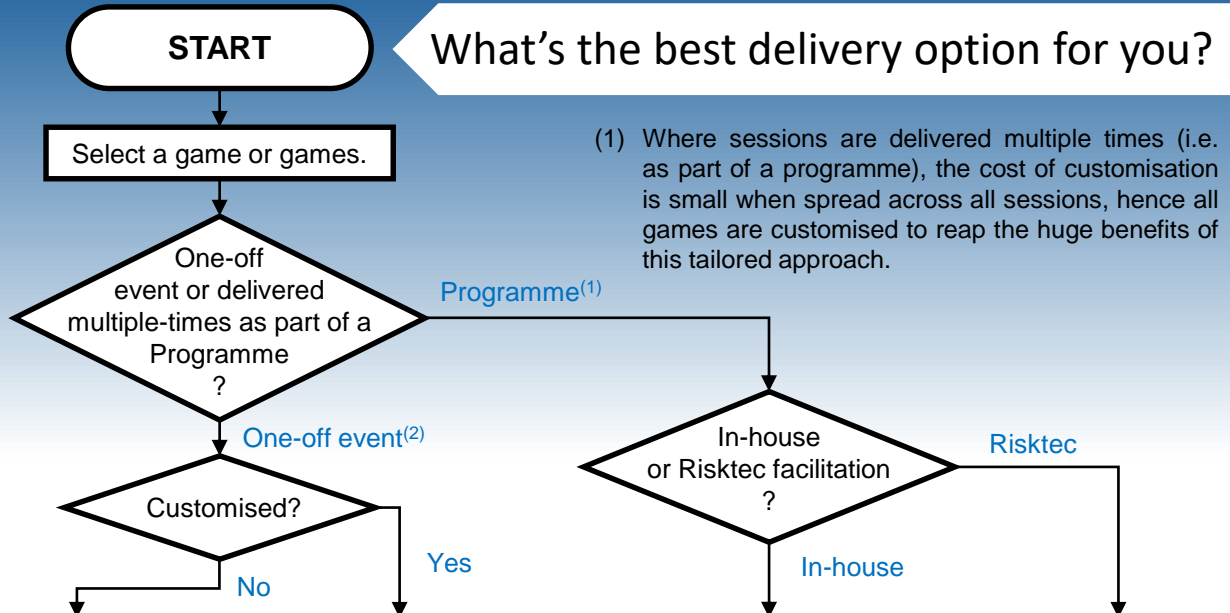 START
What's the best delivery option for you?
Select a game or games.
(1) Where sessions are delivered multiple times (i.e.
as part of a programme), the cost of customisation
is small when spread across all sessions, hence all
games are customised to reap the huge benefits of
this tailored approach.
One-off
event or delivered
multiple-times as part of a
Programme
?
Programme(1)
One-off event(2)
In-house
or Risktec facilitation
?
Risktec
Customised?
Yes
No
In-house